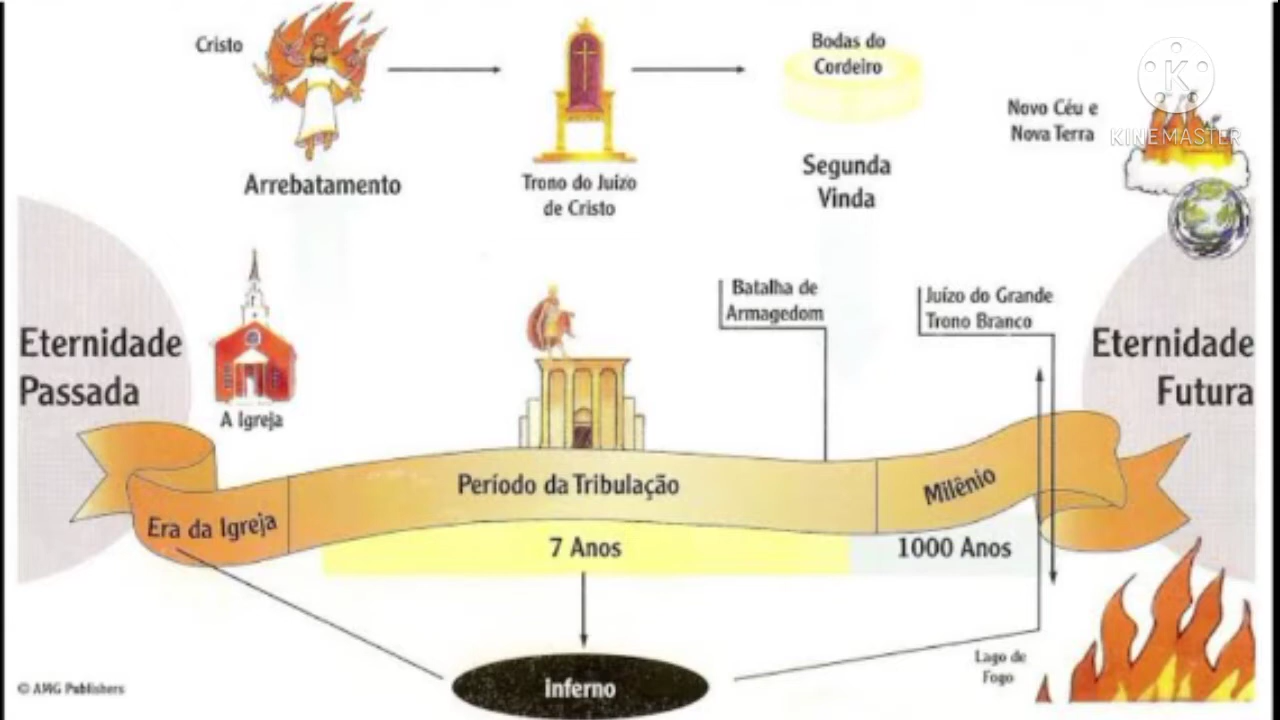 Cristo
Arrebatamento
Trono do Juízo
de Cristo
Bodas do
Cordeiro
Segunda
Vinda
Novo Céu e
Nova Terra
K
KINEMASTER
Eternidade
Passada
A Igreja
Batalha de
Armagedom
Juízo do Grande
Trono Branco
Eternidade
Futura
Era da Igreja
Período da Tribulação
Milênio
7 Anos
1000 Anos
Inferno
Lago de
Fogo
© AMG Publishers